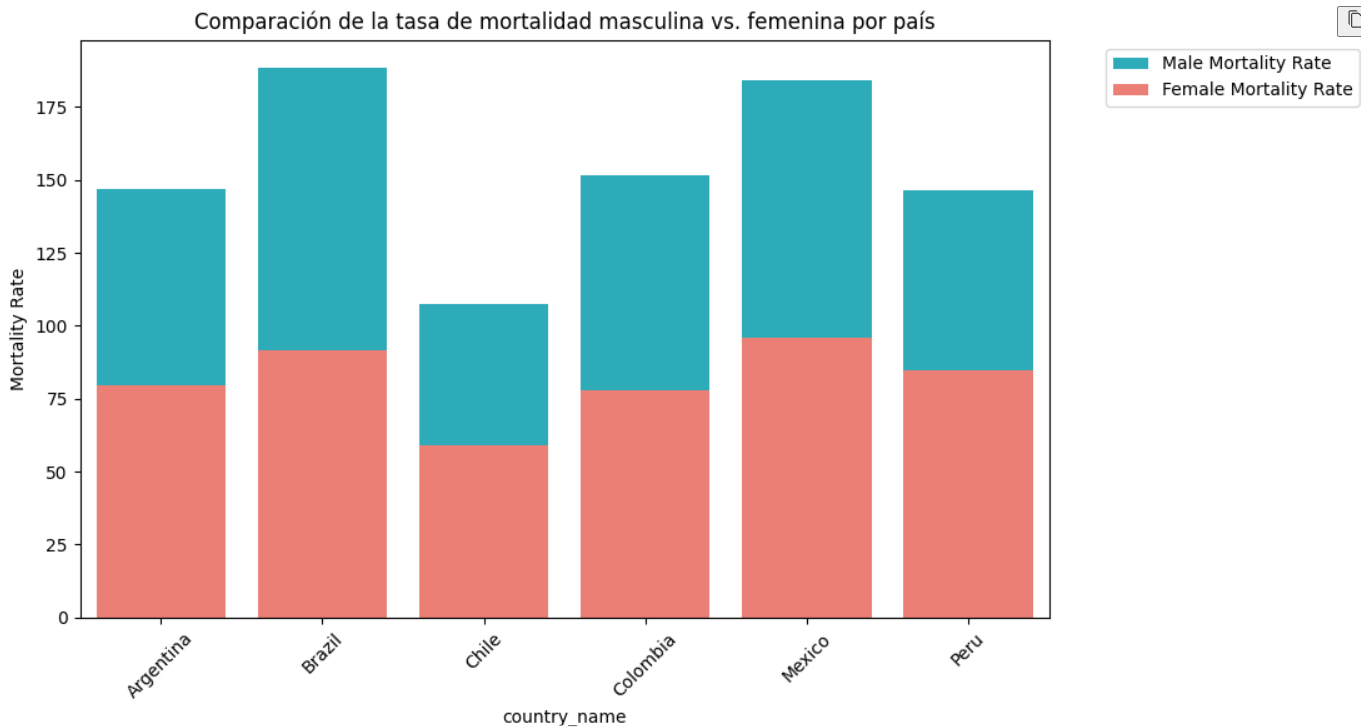 Comparación de la tasa de mortalidad masculina vs. femenina por país
Male Mortality Rate
Female Mortality Rate
Mortality Rate
175
150
125
100
75
50
25
0
Argentina
Brazil
Chile
Colombia
Mexico
Peru
country_name